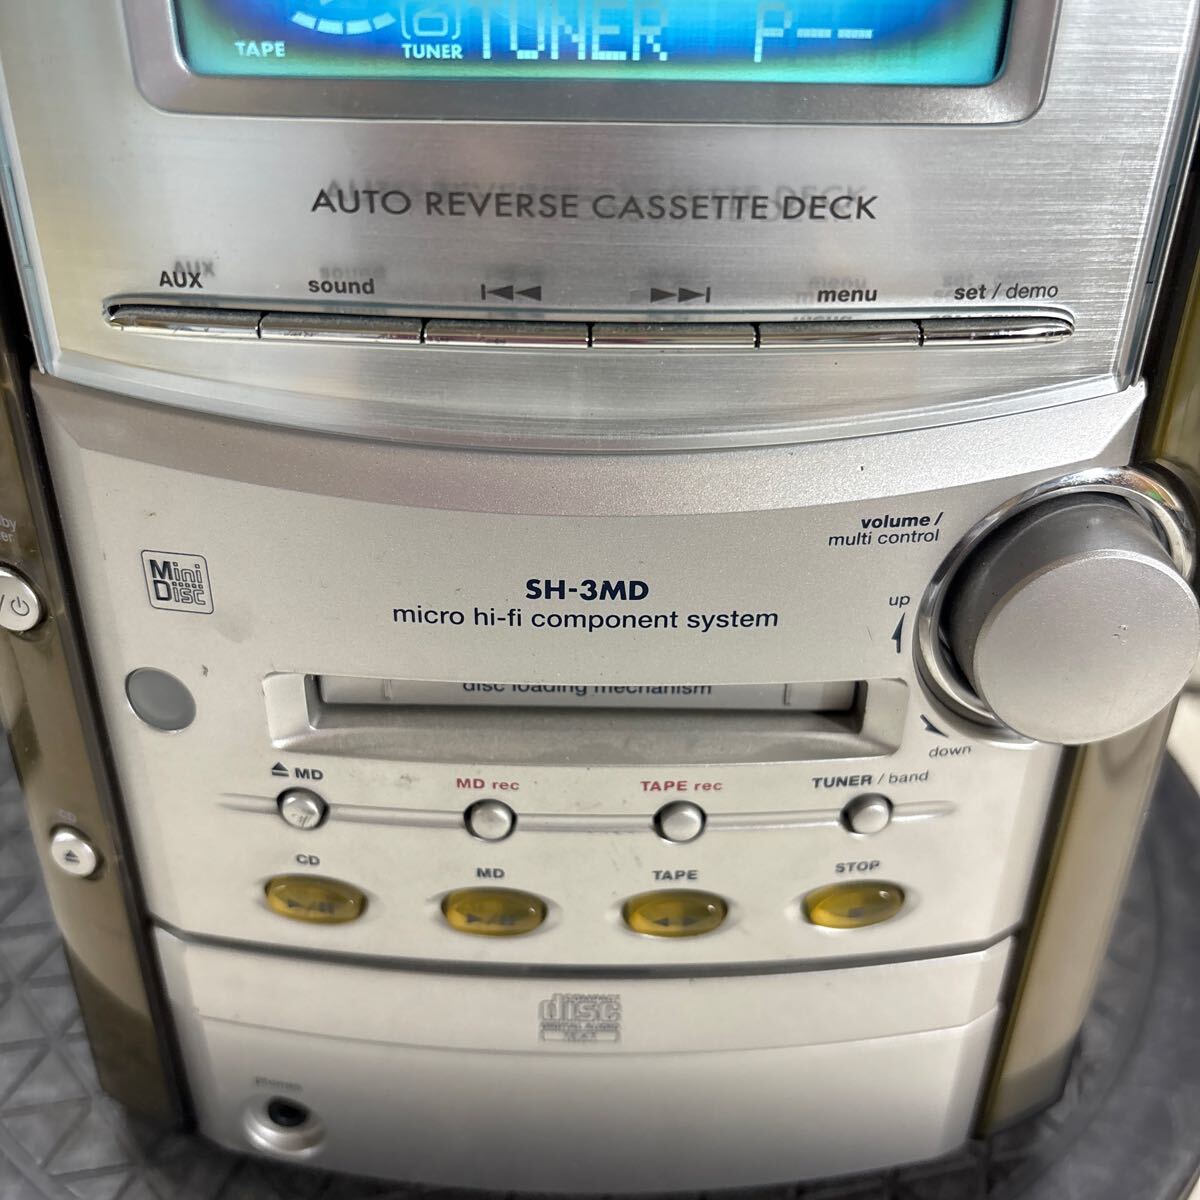 TAPE
TUNER
TUNER P---
AUTO REVERSE CASSETTE DECK
AUX
sound
menu
set / demo
volume /
multi control
Mini
Disc
SH-3MD
micro hi-fi component system
up
disc loading mechanism
down
MD
MD rec
TAPE rec
TUNER / band
CD
CD
MD
TAPE
STOP
COMPACT
disc
DIGITAL AUDIO
phones